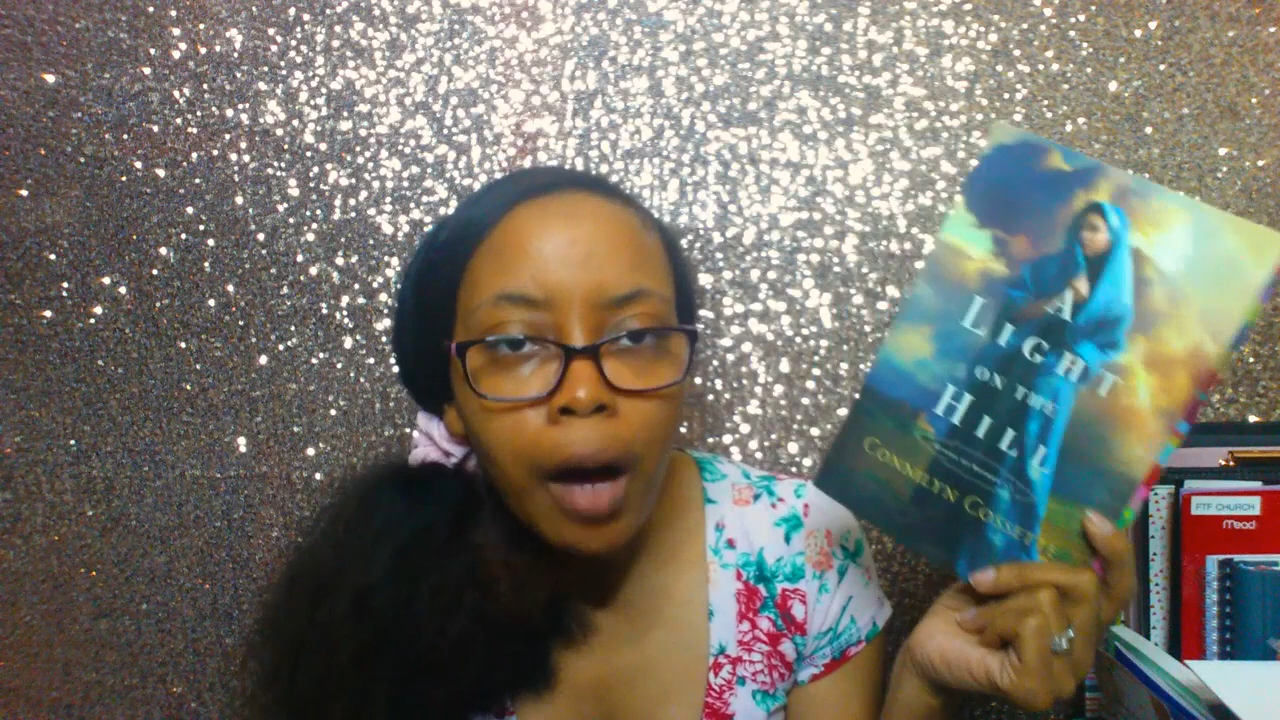 A
LIGHT
ON THE
HILL
CONNILYN COSSETTE
FTF CHURCH
Mead